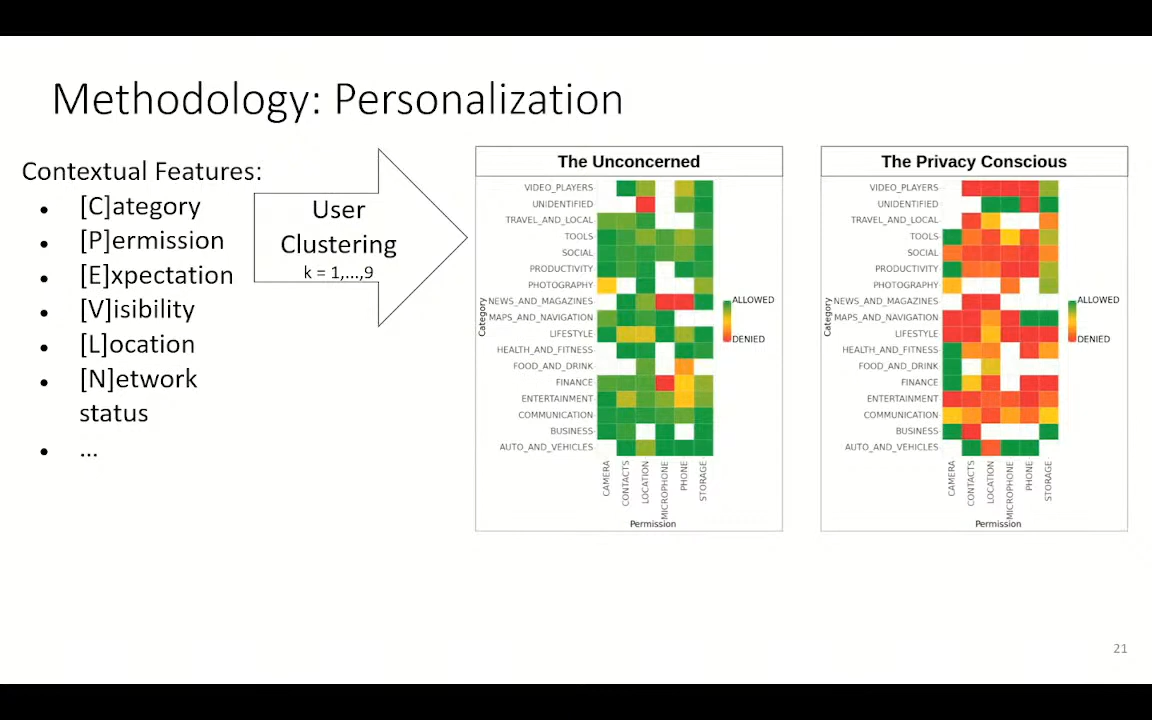 Methodology: Personalization
Contextual Features:
• [C]ategory
• [P]ermission
• [E]xpectation
• [V]isibility
• [L]ocation
• [N]etwork
status
• ...
User
Clustering
k = 1,...,9
The Unconcerned
Category
VIDEO_PLAYERS
UNIDENTIFIED
TRAVEL_AND_LOCAL
TOOLS
SOCIAL
PRODUCTIVITY
PHOTOGRAPHY
NEWS_AND_MAGAZINES
MAPS_AND_NAVIGATION
LIFESTYLE
HEALTH_AND_FITNESS
FOOD_AND_DRINK
FINANCE
ENTERTAINMENT
COMMUNICATION
BUSINESS
AUTO_AND_VEHICLES
CAMERA
CONTACTS
LOCATION
MICROPHONE
PHONE
STORAGE
Permission
ALLOWED
DENIED
The Privacy Conscious
Category
VIDEO_PLAYERS
UNIDENTIFIED
TRAVEL_AND_LOCAL
TOOLS
SOCIAL
PRODUCTIVITY
PHOTOGRAPHY
NEWS_AND_MAGAZINES
MAPS_AND_NAVIGATION
LIFESTYLE
HEALTH_AND_FITNESS
FOOD_AND_DRINK
FINANCE
ENTERTAINMENT
COMMUNICATION
BUSINESS
AUTO_AND_VEHICLES
CAMERA
CONTACTS
LOCATION
MICROPHONE
PHONE
STORAGE
Permission
ALLOWED
DENIED
21